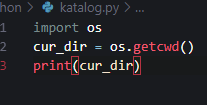 hon > katalog.py > ...
1 import os
2 cur_dir = os.getcwd()
3 print(cur_dir)